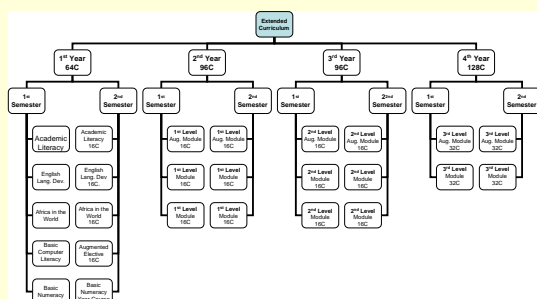 Extended
Curriculum
1st Year
64C
2nd Year
96C
3rd Year
96C
4th Year
128C
1st
Semester
2nd
Semester
1st
Semester
2nd
Semester
1st
Semester
22nd
Semester
1st
Semester
2nd
Semester
Academic
Literacy
Academic
Literacy
16C
English
Lang. Dev.
English
Lang. Dev
16C.
Africa in the
World
Africa in the
World
16C
Basic
Computer
Literacy
Augmented
Elective
16C
Basic
Numeracy
Basic
Numeracy
1st Level
Aug. Module
16C
1st Level
Aug. Module
16C
1st Level
Module
16C
1st Level
Module
16C
1st Level
Module
16C
1st Level
Module
16C
2nd Level
Aug. Module
16C
2nd Level
Aug. Module
16C
2nd Level
Module
16C
2nd Level
Module
16C
2nd Level
Module
16C
2nd Level
Module
16C
3rd Level
Aug. Module
32C
3rd Level
Aug. Module
32C
3rd Level
Module
32C
3rd Level
Module
32C